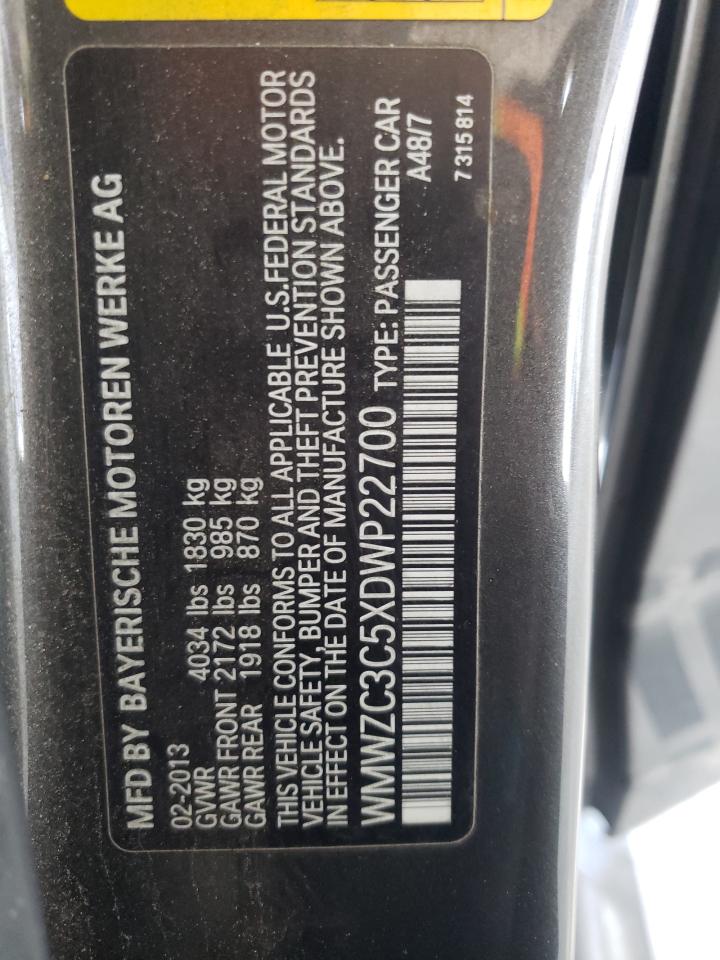 MFD BY BAYERISCHE MOTOREN WERKE AG
02-2013
GVWR 4034 lbs 1830 kg
GAWR FRONT 2172 lbs 985 kg
GAWR REAR 1918 lbs 870 kg
THIS VEHICLE CONFORMS TO ALL APPLICABLE U.S.FEDERAL MOTOR
VEHICLE SAFETY, BUMPER AND THEFT PREVENTION STANDARDS
IN EFFECT ON THE DATE OF MANUFACTURE SHOWN ABOVE.
WMWZC3C5XDWP22700 TYPE: PASSENGER CAR
A48/7
7 315 814